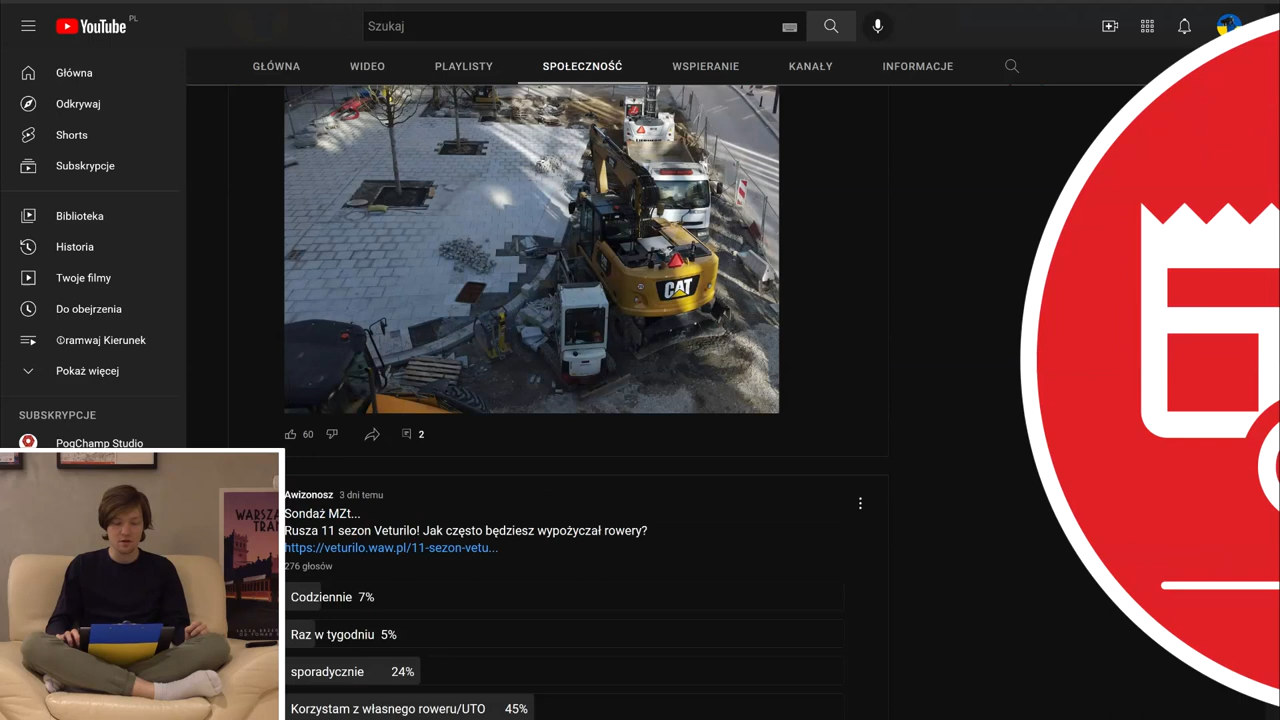 YouTube PL
Szukaj
GŁÓWNA WIDEO PLAYLISTY SPOŁECZNOŚĆ WSPIERANIE KANAŁY INFORMACJE
Główna
Odkrywaj
Shorts
Subskrypcje
Biblioteka
Historia
Twoje filmy
Do obejrzenia
Tramwaj Kierunek
Pokaż więcej
SUBSKRYPCJE
PogChamp Studio
CAT
60 2
Awizonosz 3 dni temu
Sondaż MZt...
Rusza 11 sezon Veturilo! Jak często będziesz wypożyczał rowery?
https://veturilo.waw.pl/11-sezon-vetu...
276 głosów
Codziennie 7%
Raz w tygodniu 5%
sporadycznie 24%
Korzystam z własnego roweru/UTO 45%
WARSZA
TRAM